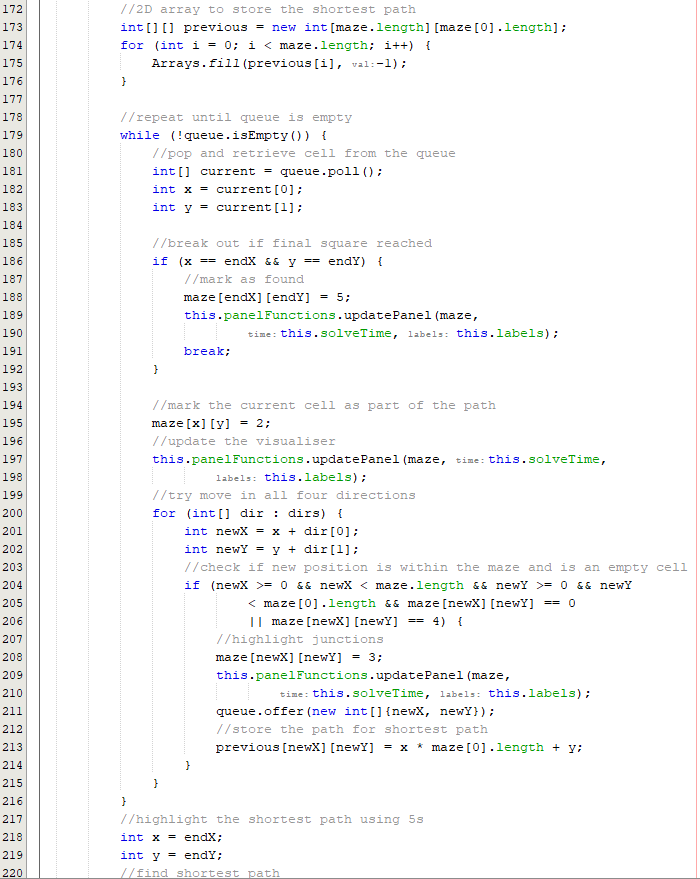 172 //2D array to store the shortest path
173 int[][] previous = new int[maze.length][maze[0].length];
174 for (int i = 0; i < maze.length; i++) {
175 Arrays.fill(previous[i], val:-1);
176 }
177
178 //repeat until queue is empty
179 while (!queue.isEmpty()) {
180 //pop and retrieve cell from the queue
181 int[] current = queue.poll();
182 int x = current[0];
183 int y = current[1];
184
185 //break out if final square reached
186 if (x == endX && y == endY) {
187 //mark as found
188 maze[endX][endY] = 5;
189 this.panelFunctions.updatePanel(maze,
190 time: this.solveTime, labels: this.labels);
191 break;
192 }
193
194 //mark the current cell as part of the path
195 maze[x][y] = 2;
196 //update the visualiser
197 this.panelFunctions.updatePanel(maze, time: this.solveTime,
198 labels: this.labels);
199 //try move in all four directions
200 for (int[] dir : dirs) {
201 int newX = x + dir[0];
202 int newY = y + dir[1];
203 //check if new position is within the maze and is an empty cell
204 if (newX >= 0 && newX < maze.length && newY >= 0 && newY
205 < maze[0].length && maze[newX][newY] == 0
206 || maze[newX][newY] == 4) {
207 //highlight junctions
208 maze[newX][newY] = 3;
209 this.panelFunctions.updatePanel(maze,
210 time: this.solveTime, labels: this.labels);
211 queue.offer(new int[]{newX, newY});
212 //store the path for shortest path
213 previous[newX][newY] = x * maze[0].length + y;
214 }
215 }
216 }
217 //highlight the shortest path using 5s
218 int x = endX;
219 int y = endY;
220 //find shortest path